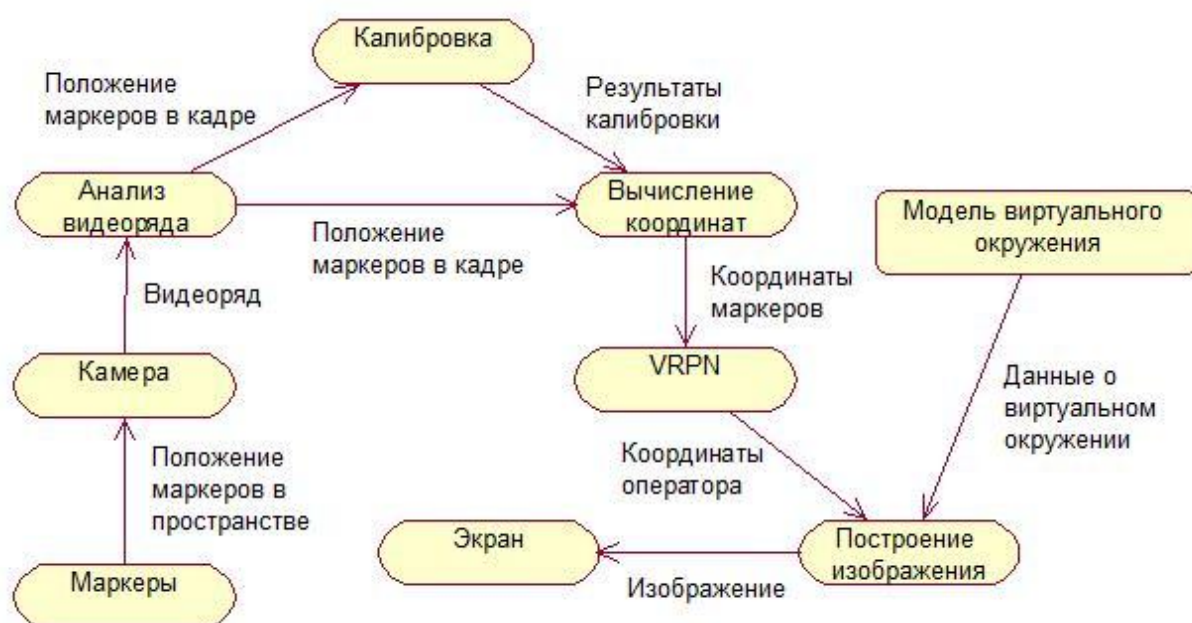 Калибровка
Положение
маркеров в кадре
Результаты
калибровки
Анализ
видеоряда
Вычисление
координат
Модель виртуального
окружения
Положение
маркеров в кадре
Видеоряд
Координаты
маркеров
Камера
VRPN
Данные о
виртуальном
окружении
Положение
маркеров в
пространстве
Координаты
оператора
Экран
Построение
изображения
Маркеры
Изображение